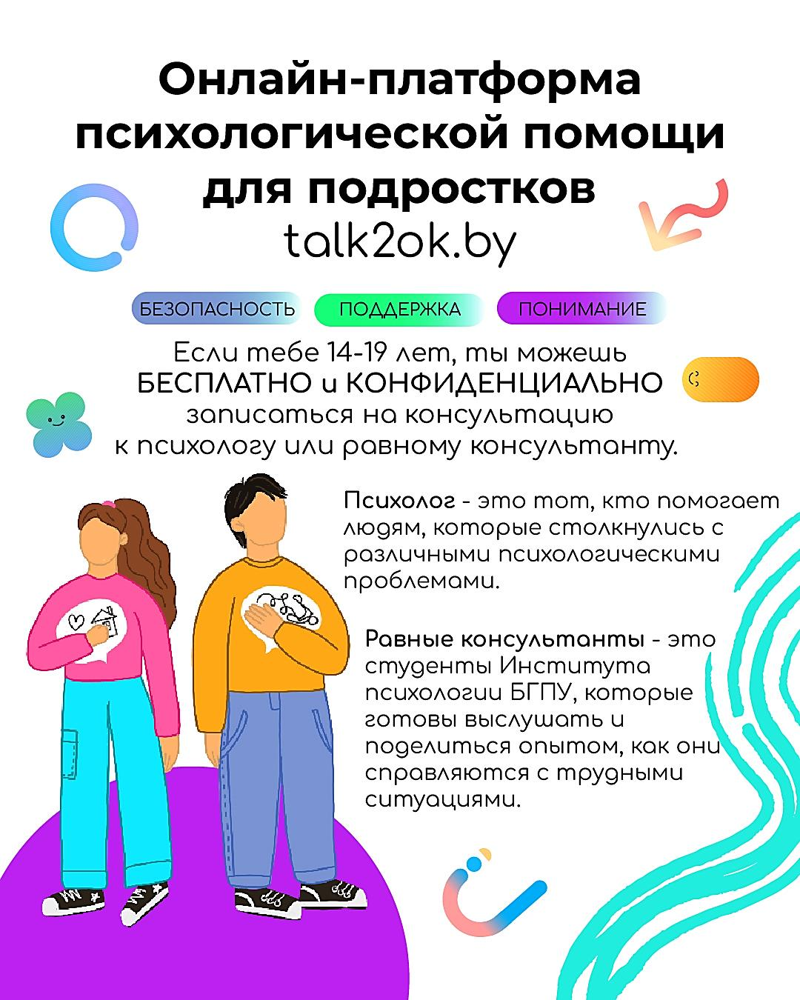 Онлайн-платформа
психологической помощи
для подростков
talk2ok.by
БЕЗОПАСНОСТЬ ПОДДЕРЖКА ПОНИМАНИЕ
Если тебе 14-19 лет, ты можешь
БЕСПЛАТНО и КОНФИДЕНЦИАЛЬНО
записаться на консультацию
к психологу или равному консультанту.
Психолог - это тот, кто помогает
людям, которые столкнулись с
различными психологическими
проблемами.
Равные консультанты - это
студенты Института
психологии БГПУ, которые
готовы выслушать и
поделиться опытом, как они
справляются с трудными
ситуациями.